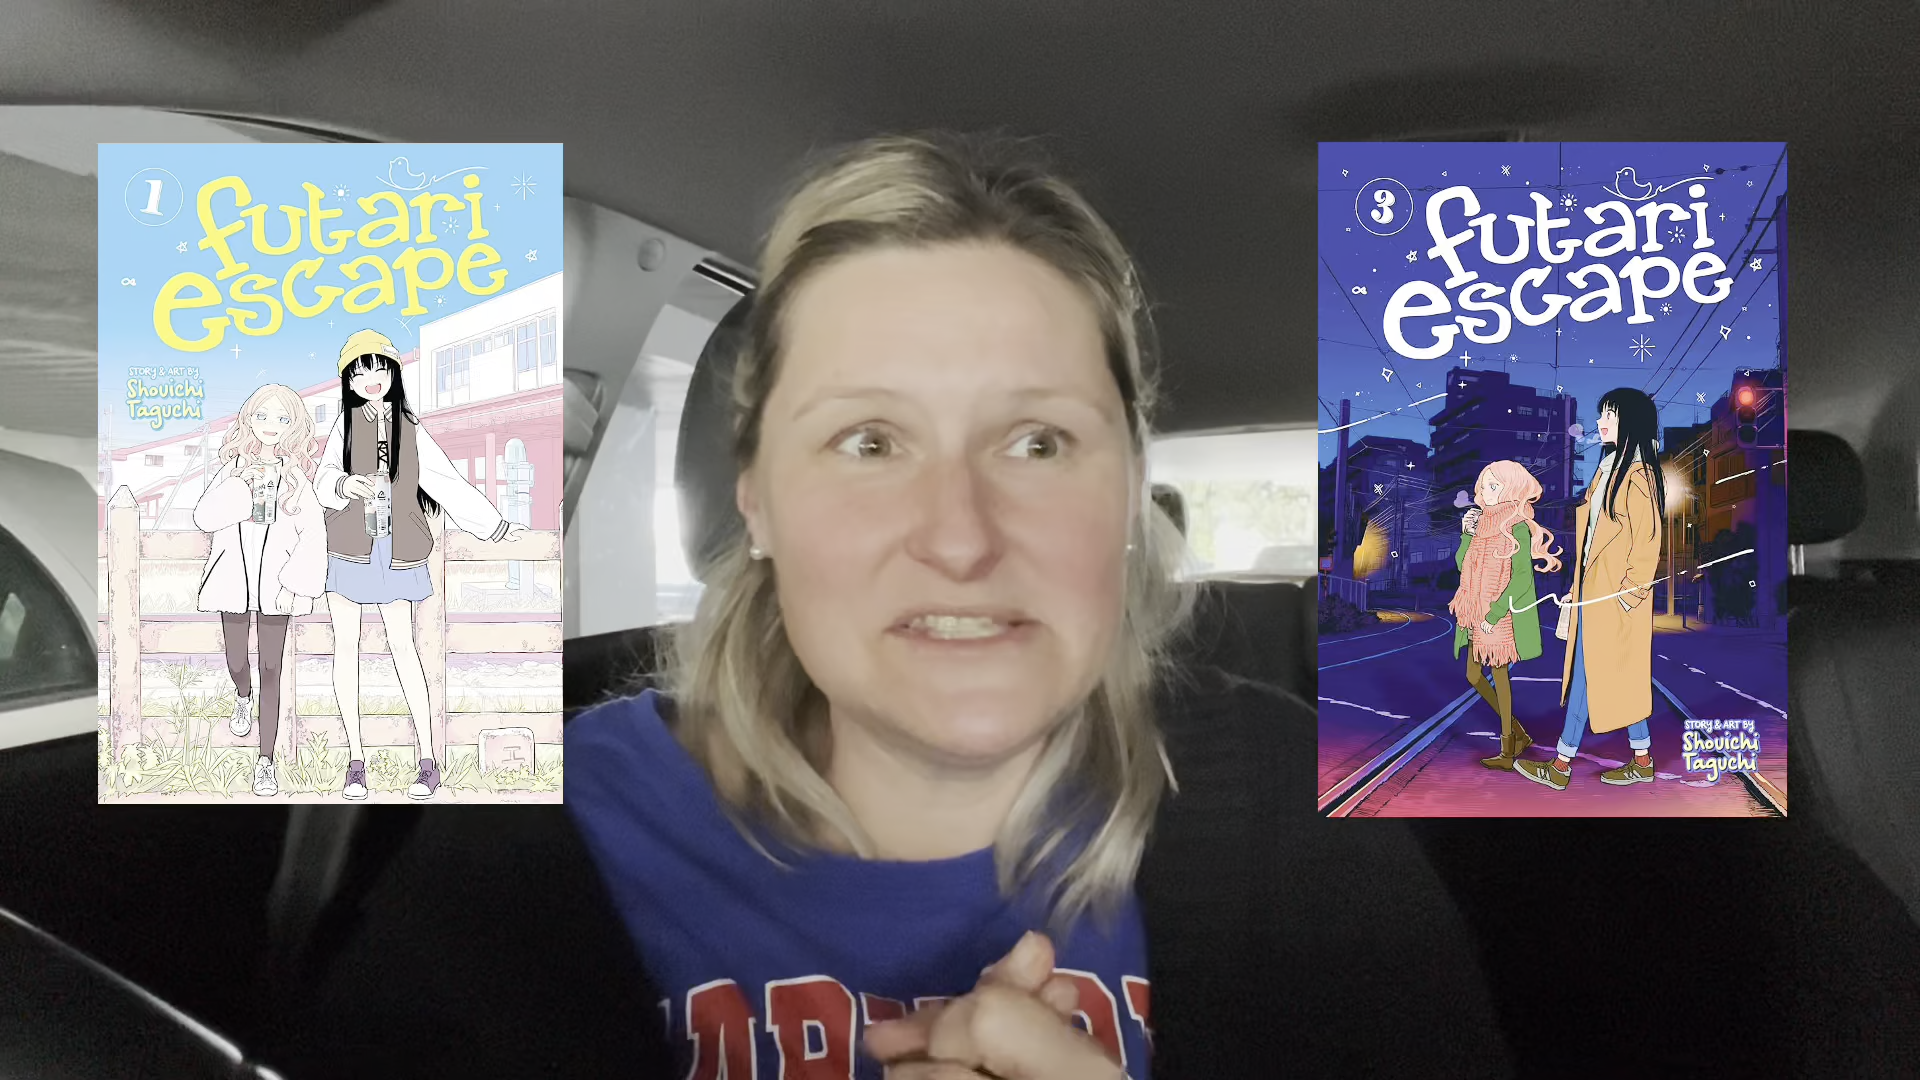 1
futari
escape
STORY & ART BY
Shouichi
Taguchi
3
futari
escape
STORY & ART BY
Shouichi
Taguchi